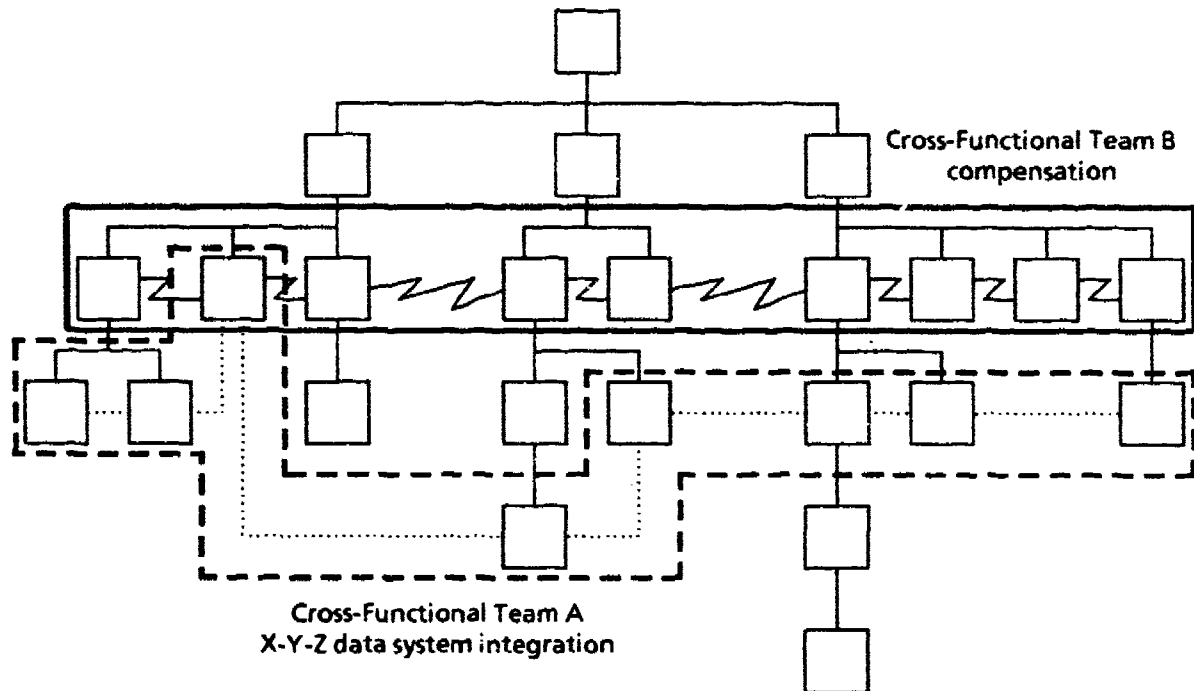 Cross-Functional Team B
compensation
Cross-Functional Team A
X-Y-Z data system integration